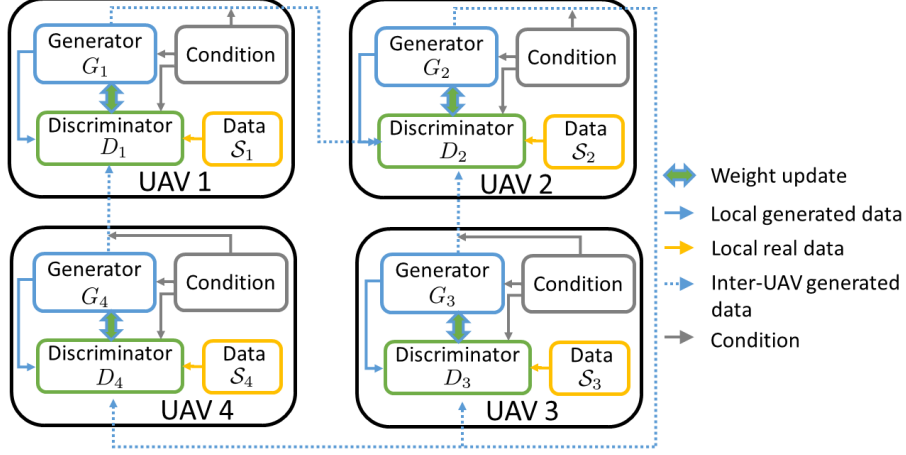 Generator
G₁
Condition
Discriminator
D₁
Data
𝒮₁
UAV 1
Generator
G₂
Condition
Discriminator
D₂
Data
𝒮₂
UAV 2
Generator
G₄
Condition
Discriminator
D₄
Data
𝒮₄
UAV 4
Generator
G₃
Condition
Discriminator
D₃
Data
𝒮₃
UAV 3
Weight update
Local generated data
Local real data
Inter-UAV generated
data
Condition